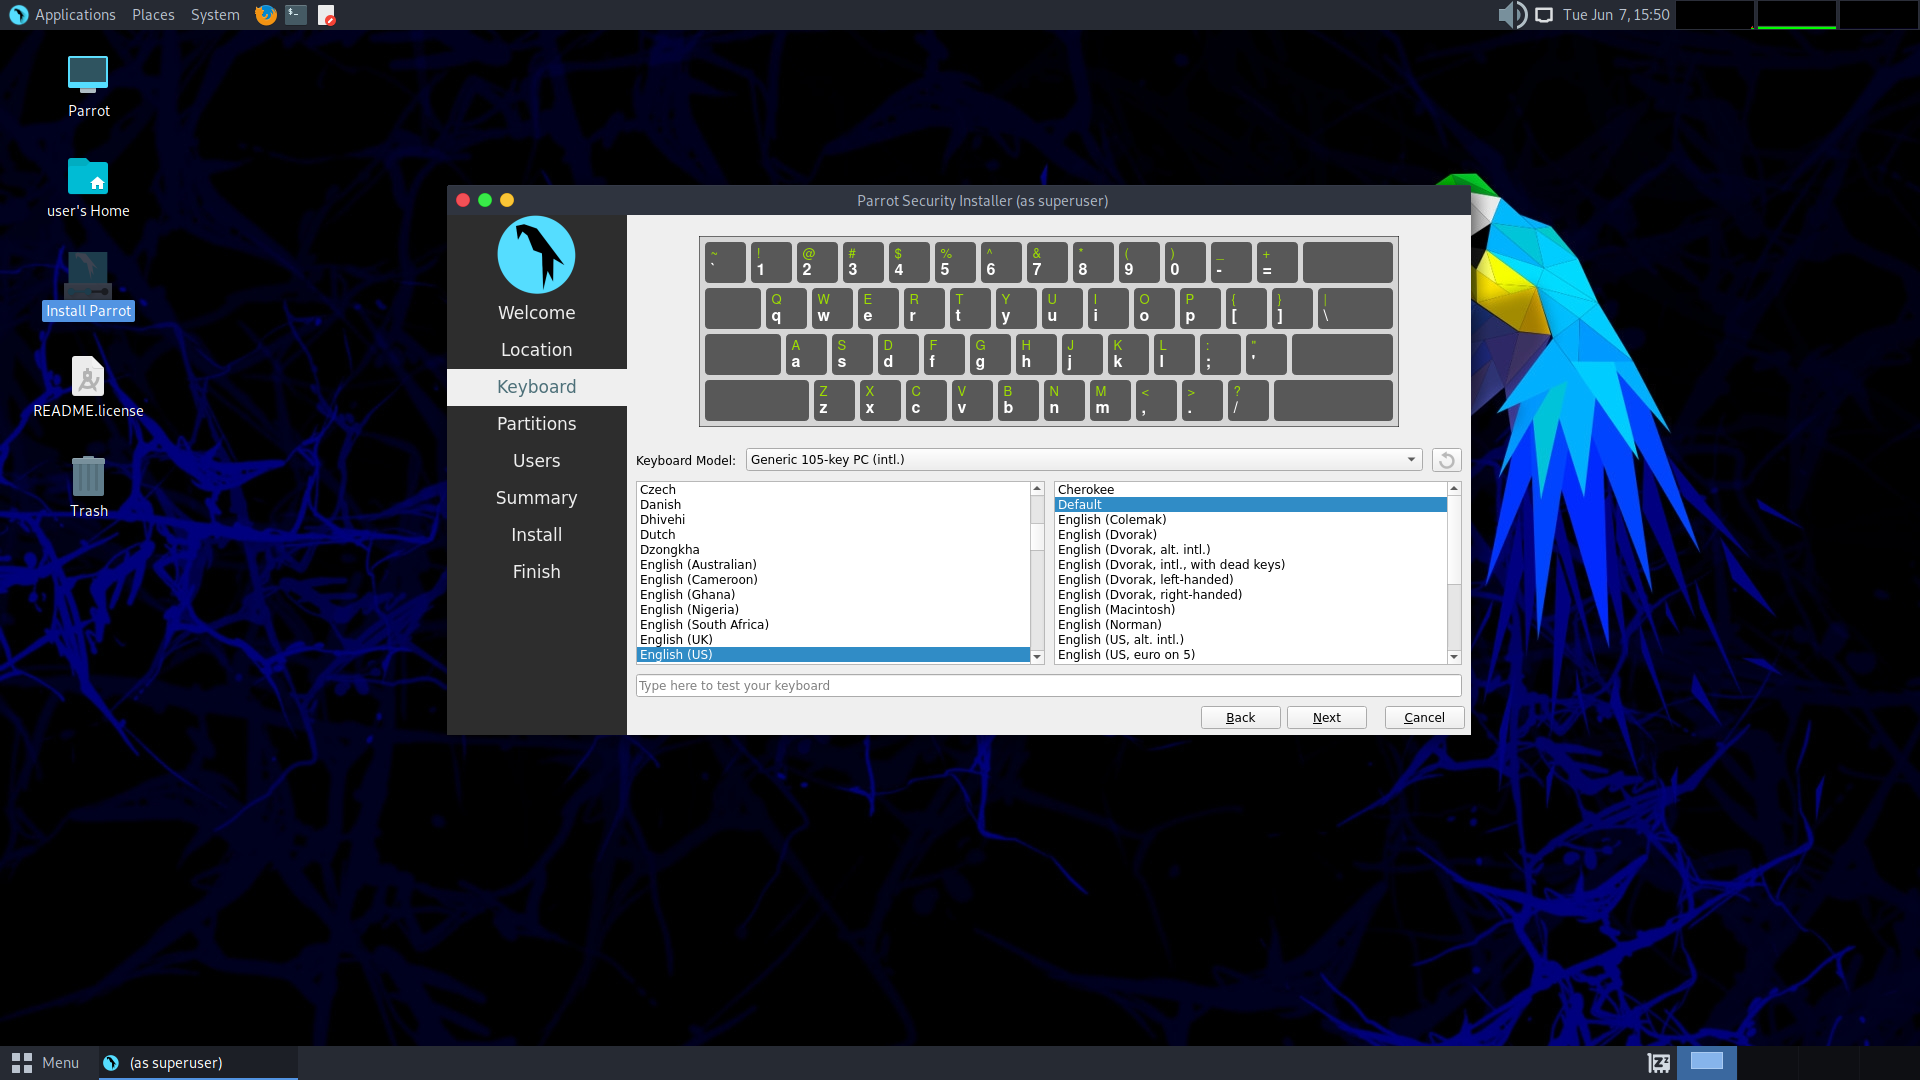 Applications Places System
Tue Jun 7, 15:50
Parrot
user's Home
Install Parrot
README.license
Trash
Parrot Security Installer (as superuser)
Welcome
Location
Keyboard
Partitions
Users
Summary
Install
Finish
~ ! @ # $ % ^ & * ( ) _ +
` 1 2 3 4 5 6 7 8 9 0 - =
Q W E R T Y U I O P { } |
q w e r t y u i o p [ ] \
A S D F G H J K L : "
a s d f g h j k l ; '
Z X C V B N M < > ?
z x c v b n m , . /
Keyboard Model: Generic 105-key PC (intl.)
Czech
Danish
Dhivehi
Dutch
Dzongkha
English (Australian)
English (Cameroon)
English (Ghana)
English (Nigeria)
English (South Africa)
English (UK)
English (US)
Cherokee
Default
English (Colemak)
English (Dvorak)
English (Dvorak, alt. intl.)
English (Dvorak, intl., with dead keys)
English (Dvorak, left-handed)
English (Dvorak, right-handed)
English (Macintosh)
English (Norman)
English (US, alt. intl.)
English (US, euro on 5)
Type here to test your keyboard
Back Next Cancel
Menu (as superuser)